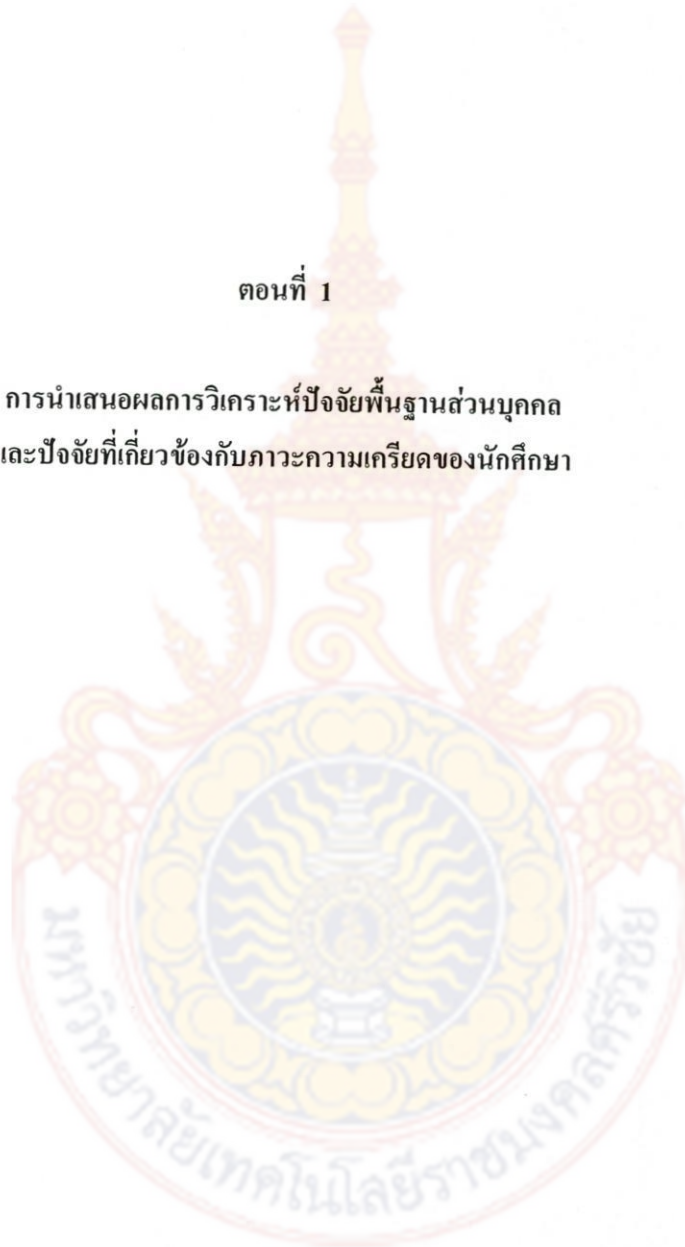 ตอนที่ 1
การนำเสนอผลการวิเคราะห์ปัจจัยพื้นฐานส่วนบุคคล
และปัจจัยที่เกี่ยวข้องกับภาวะความเครียดของนักศึกษา
มหาวิทยาลัยเทคโนโลยีราชมงคลศรีวิชัย